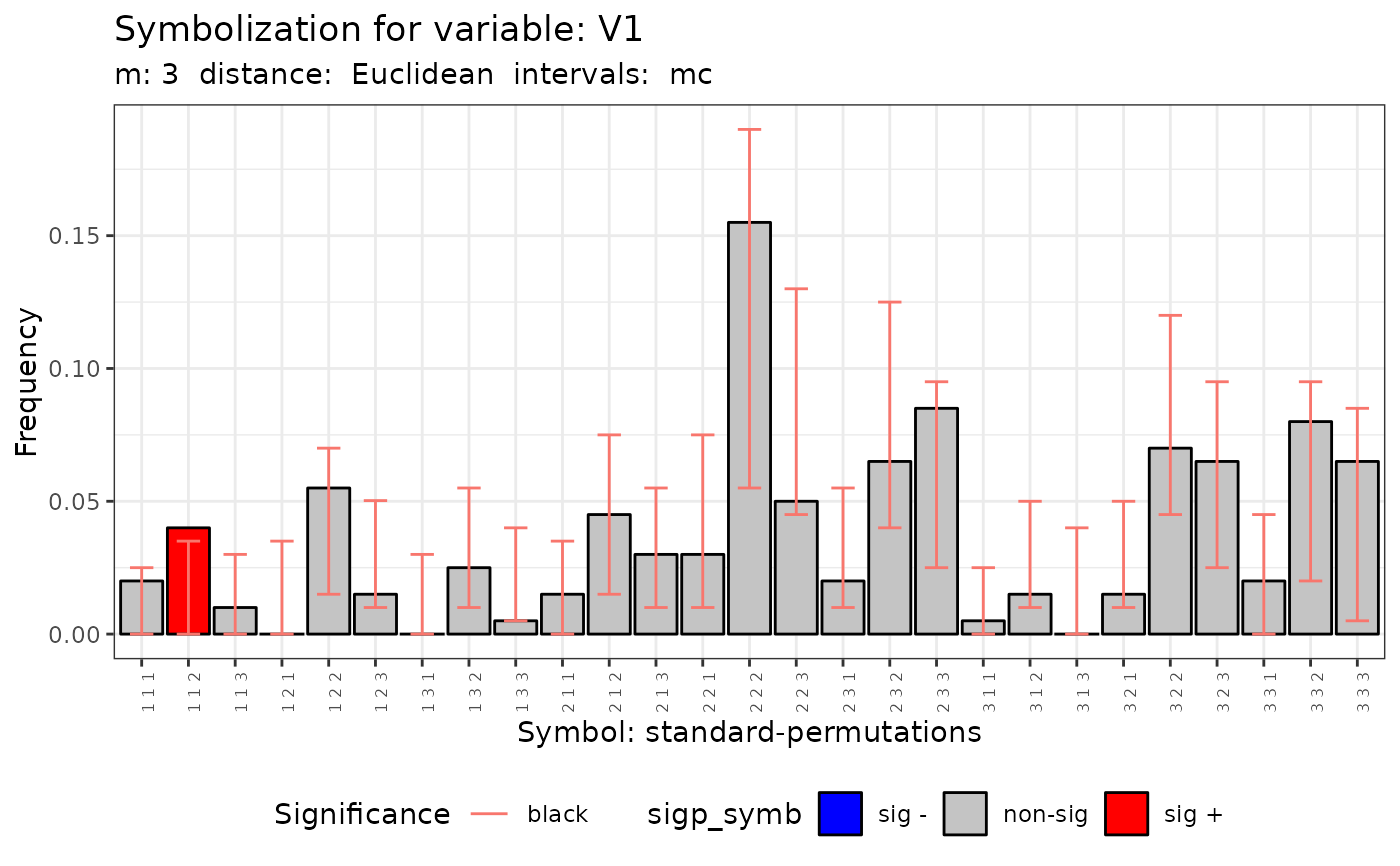 Symbolization for variable: V1
m: 3  distance:  Euclidean  intervals:  mc
Frequency
0.15
0.10
0.05
0.00
1 1 1
1 1 2
1 1 3
1 2 1
1 2 2
1 2 3
1 3 1
1 3 2
1 3 3
2 1 1
2 1 2
2 1 3
2 2 1
2 2 2
2 2 3
2 3 1
2 3 2
2 3 3
3 1 1
3 1 2
3 1 3
3 2 1
3 2 2
3 2 3
3 3 1
3 3 2
3 3 3
Symbol: standard-permutations
Significance black sigp_symb sig - non-sig sig +